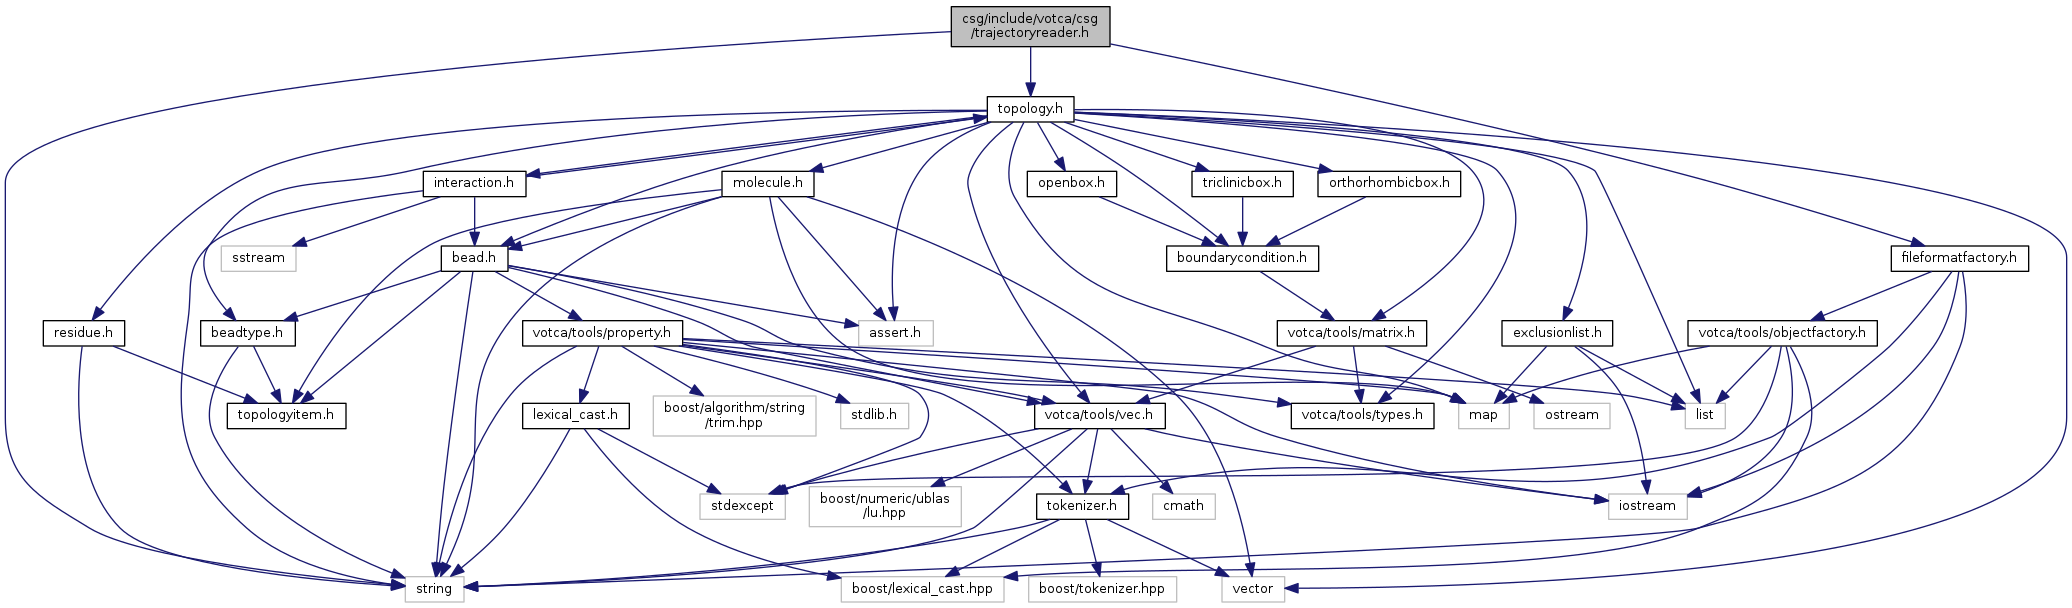 csg/include/votca/csg
/trajectoryreader.h
topology.h
interaction.h
molecule.h
openbox.h
triclinicbox.h
orthorhombicbox.h
sstream
bead.h
boundarycondition.h
fileformatfactory.h
residue.h
beadtype.h
votca/tools/property.h
assert.h
votca/tools/matrix.h
exclusionlist.h
votca/tools/objectfactory.h
topologyitem.h
lexical_cast.h
boost/algorithm/string
/trim.hpp
stdlib.h
votca/tools/vec.h
votca/tools/types.h
map
ostream
list
stdexcept
boost/numeric/ublas
/lu.hpp
tokenizer.h
cmath
iostream
string
boost/lexical_cast.hpp
boost/tokenizer.hpp
vector